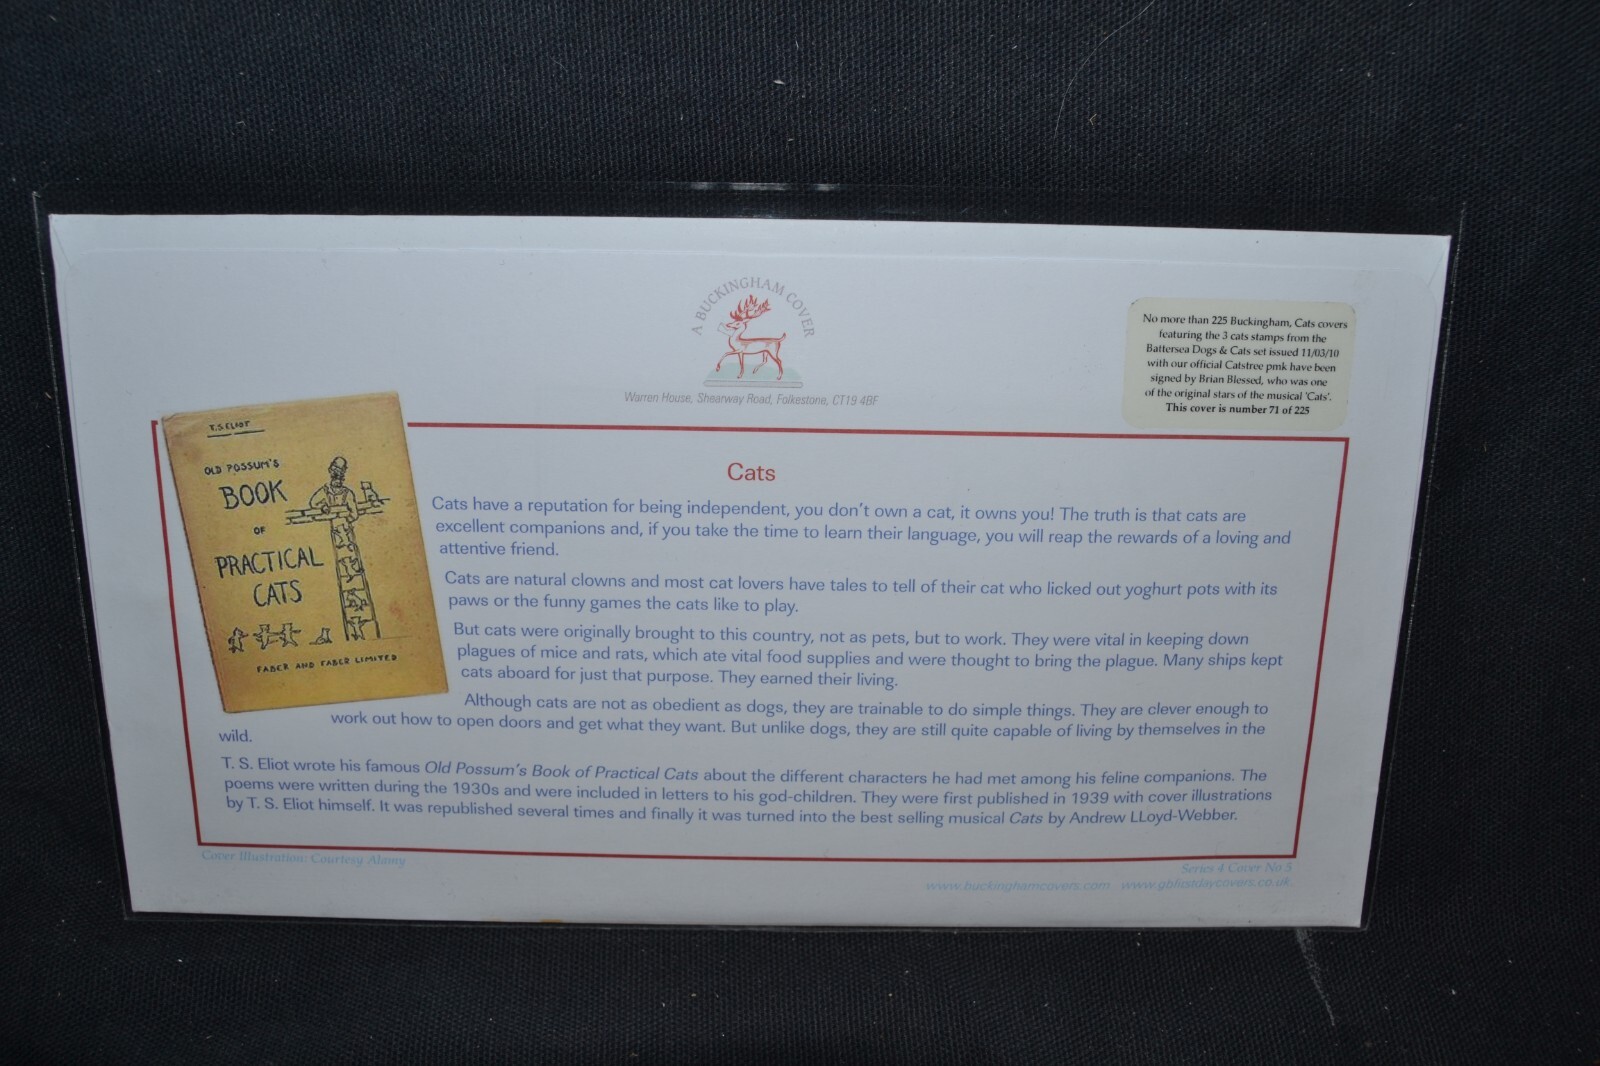 A BUCKINGHAM COVER
Warren House, Shearway Road, Folkestone, CT19 4BF
No more than 225 Buckingham, Cats covers
featuring the 3 cats stamps from the
Battersea Dogs & Cats set issued 11/03/10
with our official Catstree pmk have been
signed by Brian Blessed, who was one
of the original stars of the musical 'Cats'.
This cover is number 71 of 225
T.S. ELIOT
OLD POSSUM'S
BOOK
OF
PRACTICAL
CATS
FABER AND FABER LIMITED
Cats
Cats have a reputation for being independent, you don't own a cat, it owns you! The truth is that cats are
excellent companions and, if you take the time to learn their language, you will reap the rewards of a loving and
attentive friend.
Cats are natural clowns and most cat lovers have tales to tell of their cat who licked out yoghurt pots with its
paws or the funny games the cats like to play.
But cats were originally brought to this country, not as pets, but to work. They were vital in keeping down
plagues of mice and rats, which ate vital food supplies and were thought to bring the plague. Many ships kept
cats aboard for just that purpose. They earned their living.
Although cats are not as obedient as dogs, they are trainable to do simple things. They are clever enough to
work out how to open doors and get what they want. But unlike dogs, they are still quite capable of living by themselves in the
wild.
T. S. Eliot wrote his famous Old Possum's Book of Practical Cats about the different characters he had met among his feline companions. The
poems were written during the 1930s and were included in letters to his god-children. They were first published in 1939 with cover illustrations
by T. S. Eliot himself. It was republished several times and finally it was turned into the best selling musical Cats by Andrew LLoyd-Webber.
Cover Illustration: Courtesy Alamy
Series 4 Cover No 5
www.buckinghamcovers.com www.gbfirstdaycovers.co.uk